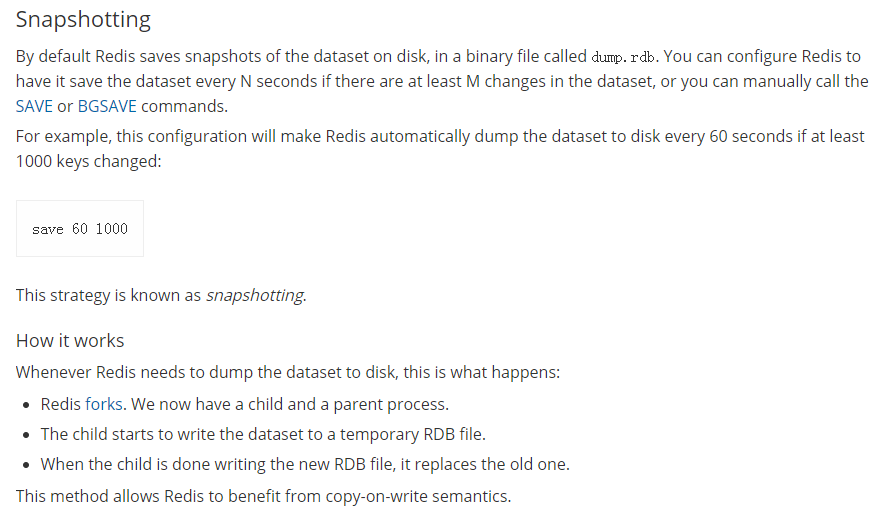 Snapshotting
By default Redis saves snapshots of the dataset on disk, in a binary file called dump.rdb. You can configure Redis to
have it save the dataset every N seconds if there are at least M changes in the dataset, or you can manually call the
SAVE or BGSAVE commands.
For example, this configuration will make Redis automatically dump the dataset to disk every 60 seconds if at least
1000 keys changed:
save 60 1000
This strategy is known as snapshotting.
How it works
Whenever Redis needs to dump the dataset to disk, this is what happens:
• Redis forks. We now have a child and a parent process.
• The child starts to write the dataset to a temporary RDB file.
• When the child is done writing the new RDB file, it replaces the old one.
This method allows Redis to benefit from copy-on-write semantics.